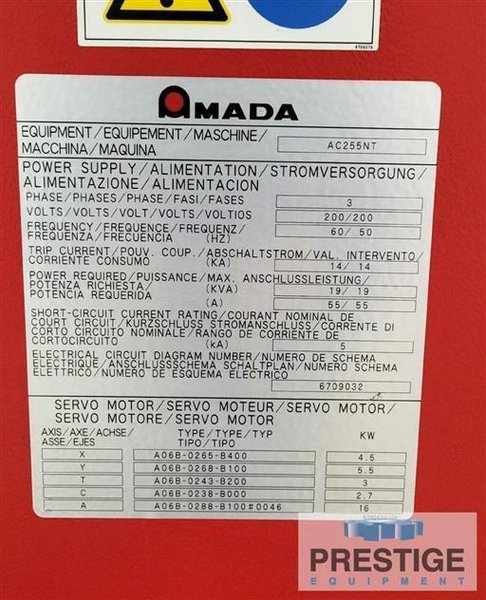 AMADA
EQUIPMENT/EQUIPEMENT/MASCHINE/
MACCHINA/MAQUINA
AC255NT
POWER SUPPLY/ALIMENTATION/STROMVERSORGUNG/
ALIMENTAZIONE/ALIMENTACION
PHASE/PHASES/PHASE/FASI/FASES 3
VOLTS/VOLTS/VOLT/VOLTS/VOLTIOS 200/200
FREQUENCY/FREQUENCE/FREQUENZ/
FREQUENZA/FRECUENCIA (HZ) 60/ 50
TRIP CURRENT/POUV. COUP./ABSCHALTSTROM/VAL. INTERVENTO/
CORRIENTE CONSUMO (KA) 14/ 14
POWER REQUIRED/PUISSANCE/MAX. ANSCHLUSSLEISTUNG/
POTENZA RICHIESTA/ (KVA) 19/ 19
POTENCIA REQUERIDA (A) 55/ 55
SHORT-CIRCUIT CURRENT RATING/COURANT NOMINAL DE
COURT CIRCUIT/KURZSCHLUSS STROMANSCHLUSS/CORRENTE DI
CORTO CIRCUITO NOMINALE/RANGO DE CORRIENTE DE
CORTOCIRCUITO (kA) 5
ELECTRICAL CIRCUIT DIAGRAM NUMBER/NUMERO DE SCHEMA
ELECTRIQUE/ANSCHLUSSSCHEMA SCHALTPLAN/NUMERO SCHEMA
ELETTRICO/NUMERO DE ESQUEMA ELECTRICO 6709032
SERVO MOTOR/SERVO MOTEUR/SERVO MOTOR/
SERVO MOTORE/SERVO MOTOR
AXIS/AXE/ACHSE/ TYPE/TYPE/TYP KW
ASSE/EJES TIPO/TIPO
X A06B-0265-B400 4.5
Y A06B-0268-B100 5.5
T A06B-0243-B200 3
C A06B-0238-B000 2.7
A A06B-0288-B100#0046 16
PRESTIGE
EQUIPMENT